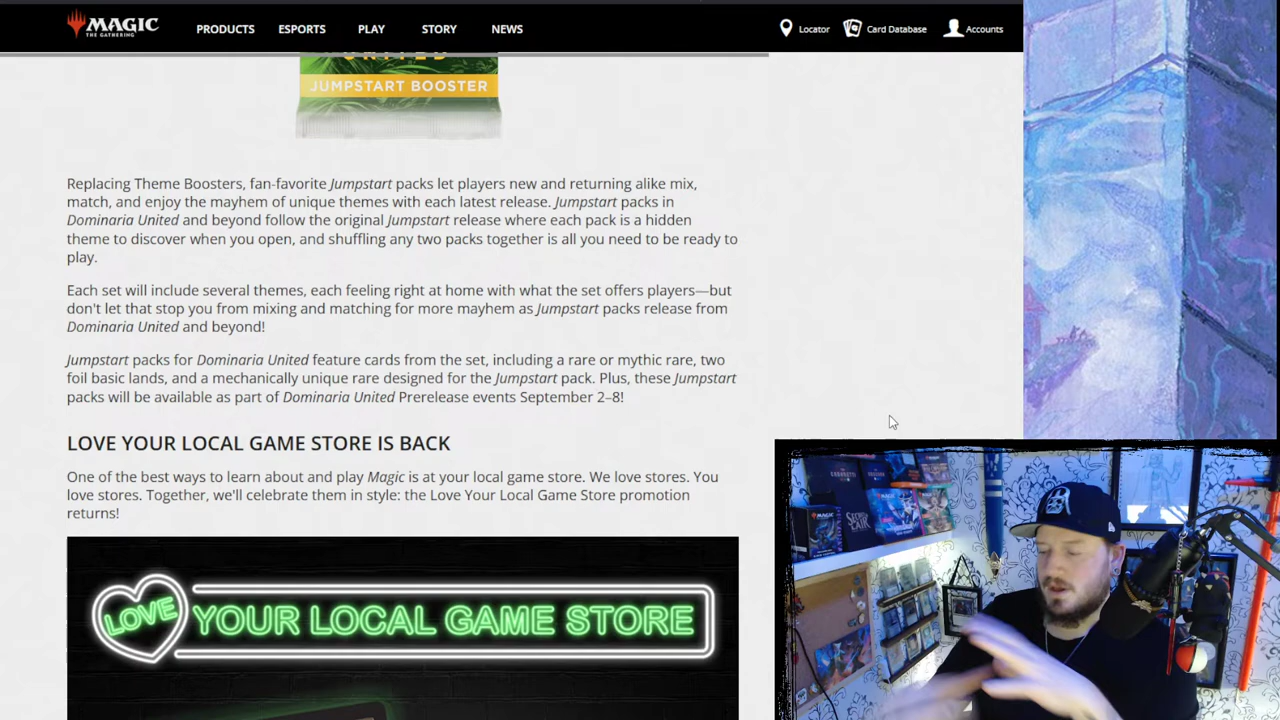 MAGIC
THE GATHERING
PRODUCTS
ESPORTS
PLAY
STORY
NEWS
Locator
Card Database
Accounts
UNITED
JUMPSTART BOOSTER
Replacing Theme Boosters, fan-favorite Jumpstart packs let players new and returning alike mix,
match, and enjoy the mayhem of unique themes with each latest release. Jumpstart packs in
Dominaria United and beyond follow the original Jumpstart release where each pack is a hidden
theme to discover when you open, and shuffling any two packs together is all you need to be ready to
play.
Each set will include several themes, each feeling right at home with what the set offers players—but
don't let that stop you from mixing and matching for more mayhem as Jumpstart packs release from
Dominaria United and beyond!
Jumpstart packs for Dominaria United feature cards from the set, including a rare or mythic rare, two
foil basic lands, and a mechanically unique rare designed for the Jumpstart pack. Plus, these Jumpstart
packs will be available as part of Dominaria United Prerelease events September 2–8!
LOVE YOUR LOCAL GAME STORE IS BACK
One of the best ways to learn about and play Magic is at your local game store. We love stores. You
love stores. Together, we'll celebrate them in style: the Love Your Local Game Store promotion
returns!
LOVE YOUR LOCAL GAME STORE
SECRET
LAIR